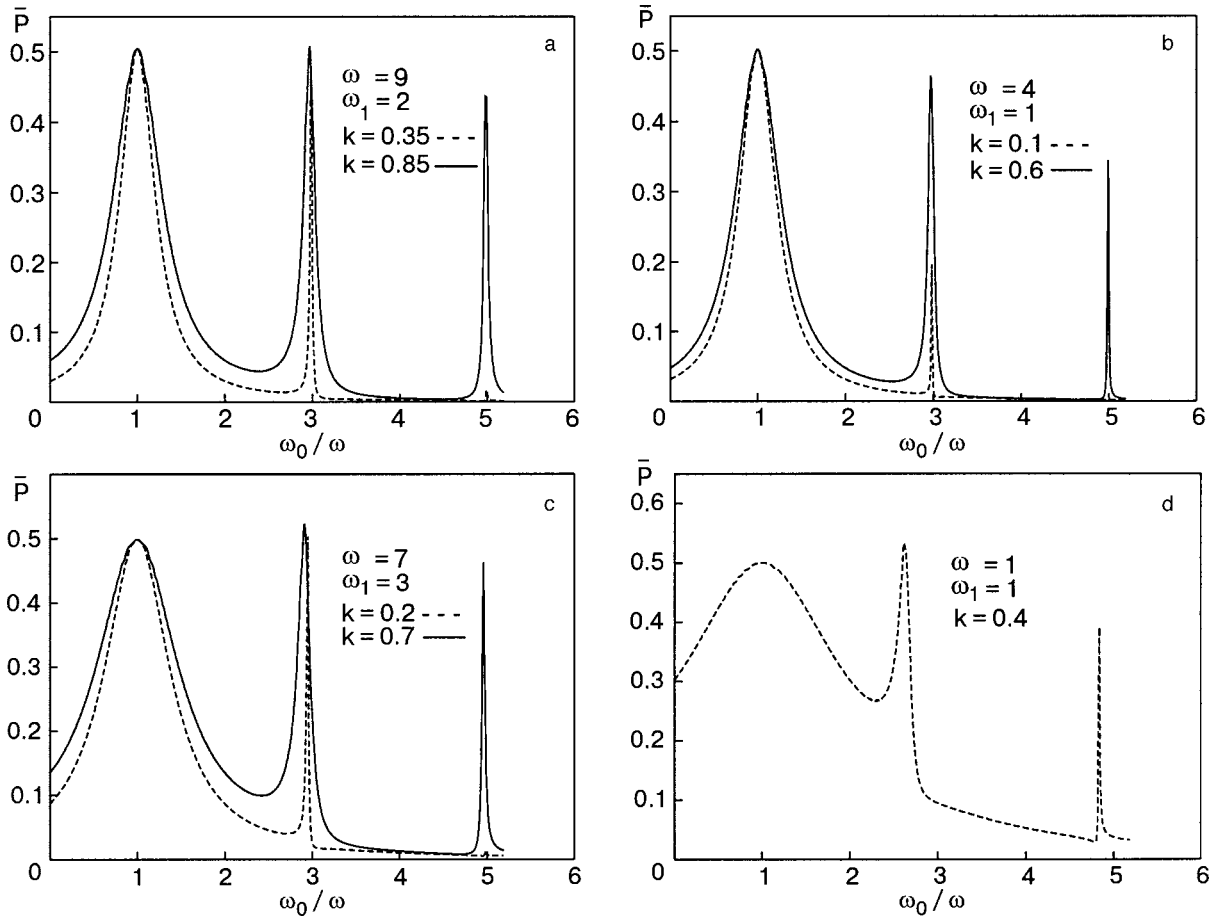 P̄
a
0.5
0.4
0.3
0.2
0.1
0 1 2 3 4 5 6
ω₀ / ω
ω = 9
ω₁ = 2
k = 0.35
k = 0.85
P̄
b
0.5
0.4
0.3
0.2
0.1
0 1 2 3 4 5 6
ω₀ / ω
ω = 4
ω₁ = 1
k = 0.1
k = 0.6
P̄
c
0.5
0.4
0.3
0.2
0.1
0 1 2 3 4 5 6
ω₀ / ω
ω = 7
ω₁ = 3
k = 0.2
k = 0.7
P̄
d
0.6
0.5
0.4
0.3
0.2
0.1
0 1 2 3 4 5 6
ω₀ / ω
ω = 1
ω₁ = 1
k = 0.4